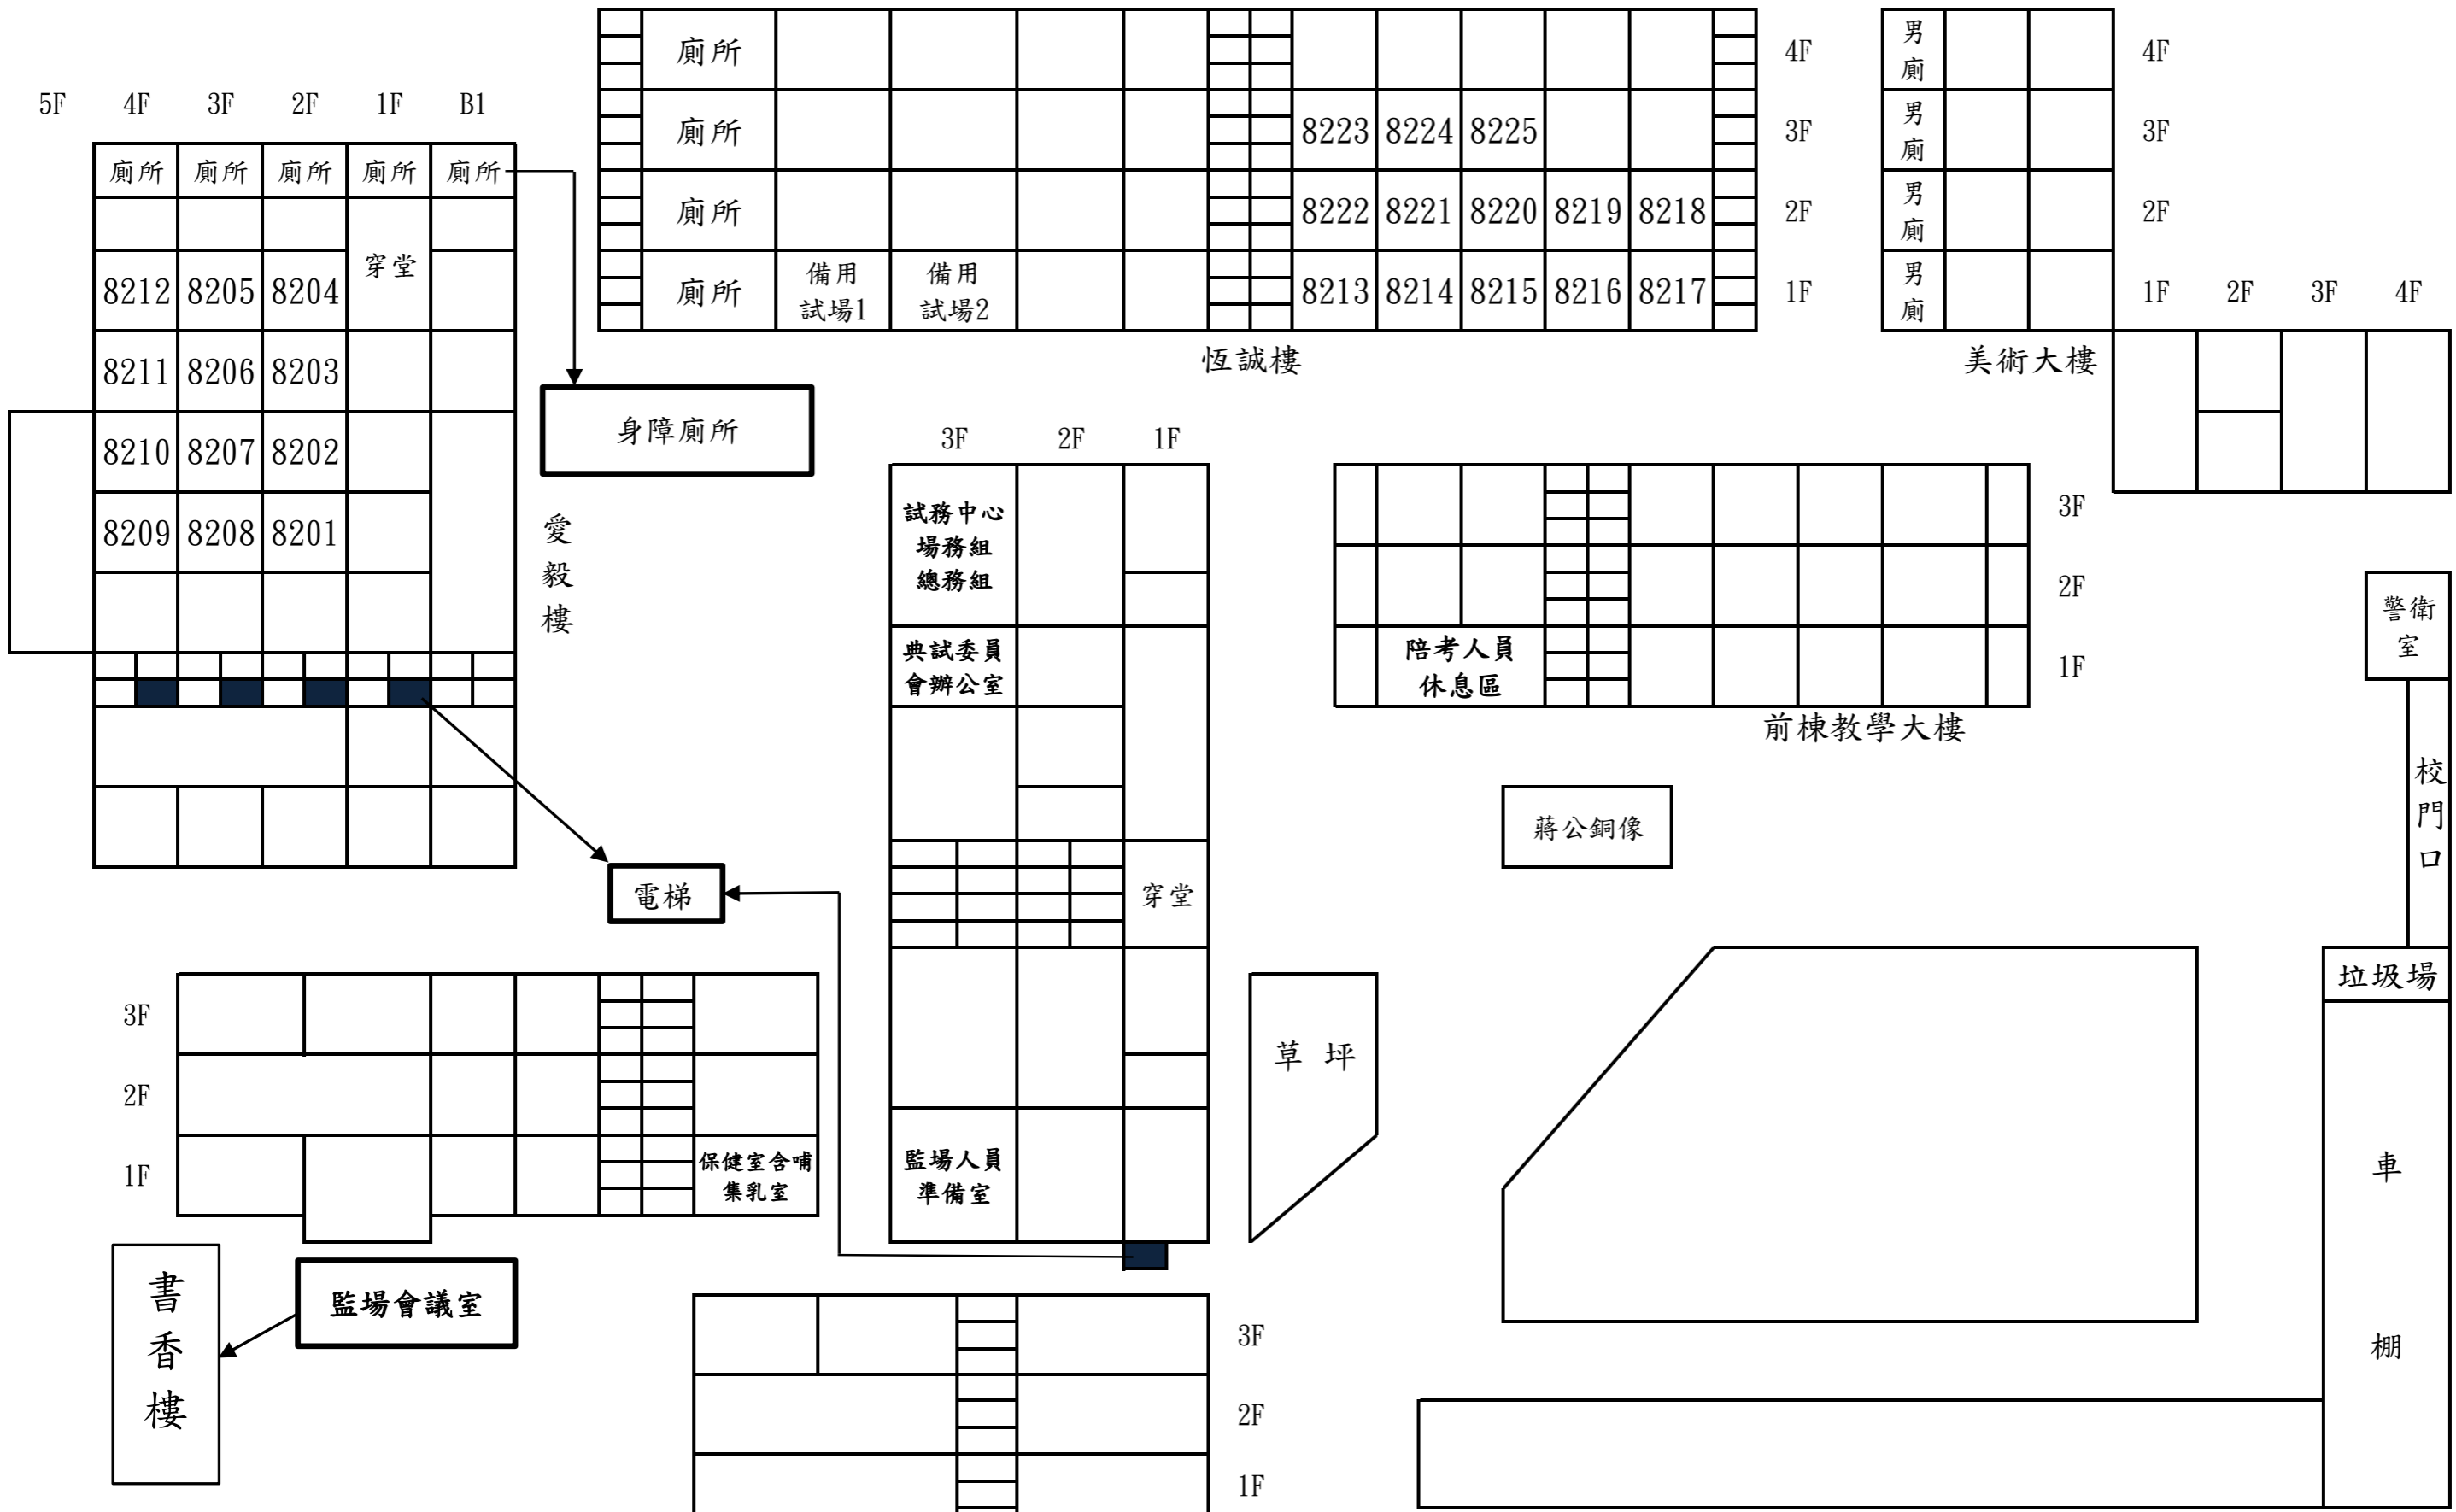 5F 4F 3F 2F 1F B1
廁所 廁所 廁所 廁所 廁所
穿堂
8212 8205 8204
8211 8206 8203
8210 8207 8202
8209 8208 8201
愛毅樓
身障廁所
廁所 4F
廁所 8223 8224 8225 3F
廁所 8222 8221 8220 8219 8218 2F
廁所 備用試場1 備用試場2 8213 8214 8215 8216 8217 1F
恆誠樓
男廁 4F
男廁 3F
男廁 2F
男廁 1F 2F 3F 4F
美術大樓
3F 2F 1F
試務中心
場務組
總務組
典試委員
會辦公室
穿堂
監場人員
準備室
電梯
3F
2F
陪考人員
休息區
1F
前棟教學大樓
蔣公銅像
警衛室
校門口
垃圾場
車棚
草坪
3F
2F
1F
保健室含哺
集乳室
書香樓
監場會議室
3F
2F
1F